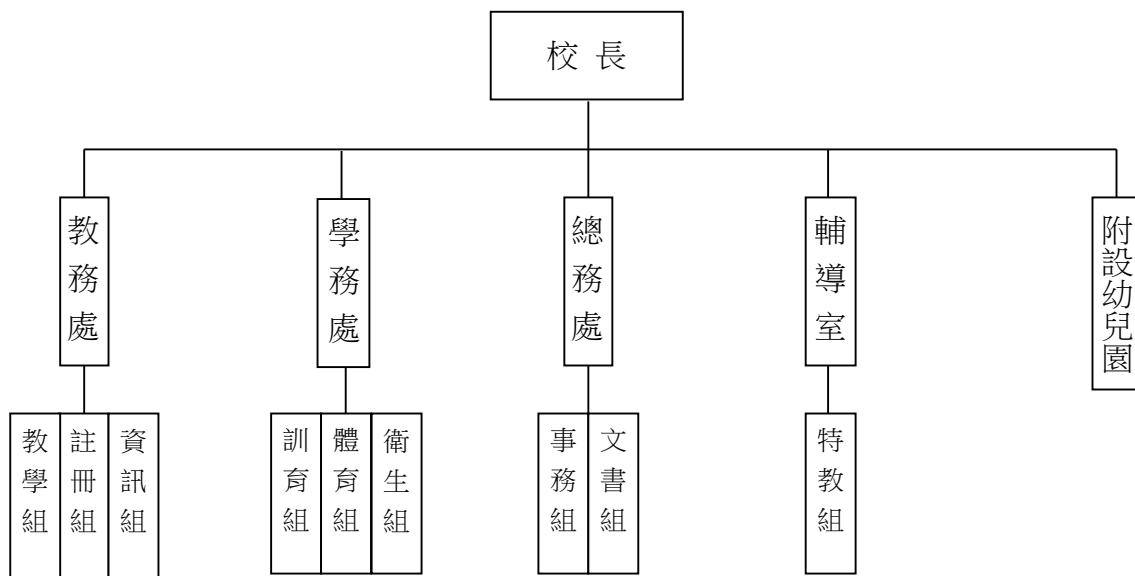 校長
教務處
學務處
總務處
輔導室
附設幼兒園
教學組
註冊組
資訊組
訓育組
體育組
衛生組
事務組
文書組
特教組